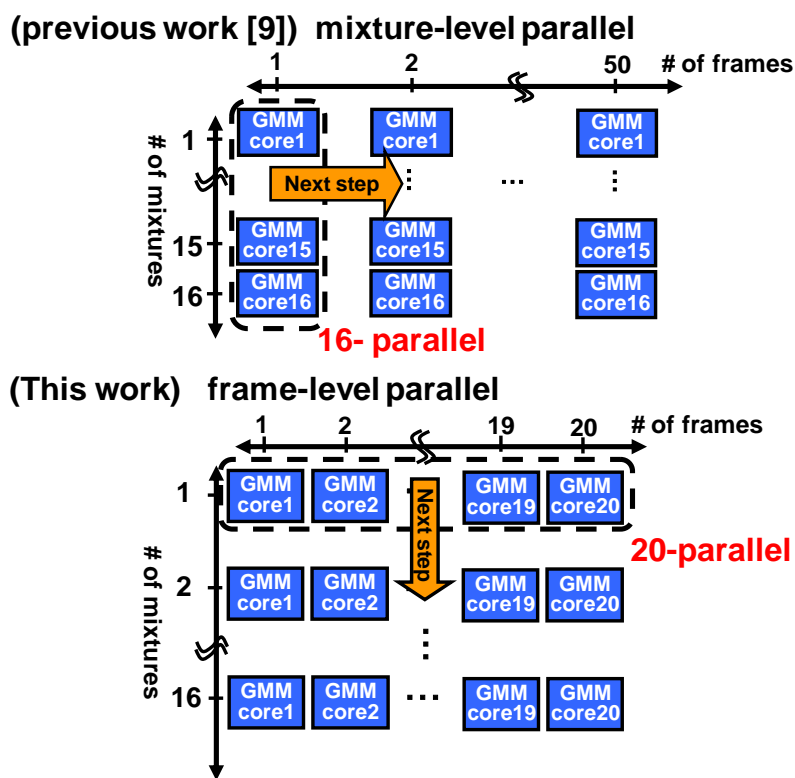 (previous work [9]) mixture-level parallel
1
2
50
# of frames
# of mixtures
1
15
16
GMM
core1
GMM
core1
GMM
core1
Next step
...
GMM
core15
GMM
core15
GMM
core15
GMM
core16
GMM
core16
GMM
core16
16- parallel
(This work) frame-level parallel
1
2
19
20
# of frames
# of mixtures
1
2
16
GMM
core1
GMM
core2
GMM
core19
GMM
core20
Next step
20-parallel
GMM
core1
GMM
core2
GMM
core19
GMM
core20
GMM
core1
GMM
core2
...
GMM
core19
GMM
core20